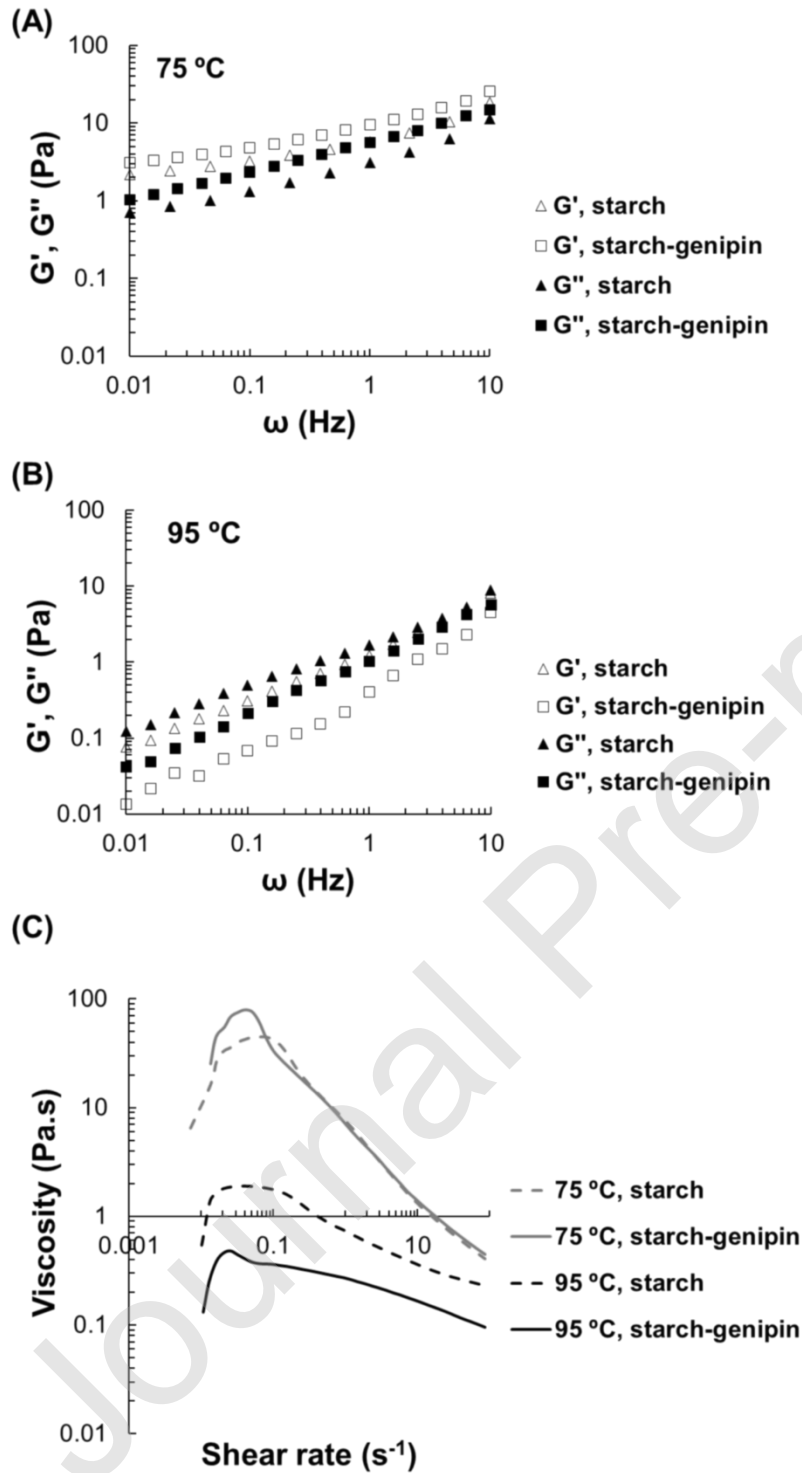 (A)
100
75 ºC
10
1
0.1
0.01
G', G'' (Pa)
0.01 0.1 1 10
ω (Hz)
G', starch
G', starch-genipin
G'', starch
G'', starch-genipin
(B)
100
95 ºC
10
1
0.1
0.01
G', G'' (Pa)
0.01 0.1 1 10
ω (Hz)
G', starch
G', starch-genipin
G'', starch
G'', starch-genipin
(C)
100
10
1
0.1
0.01
Viscosity (Pa.s)
0.001 0.1 10
Shear rate (s⁻¹)
75 ºC, starch
75 ºC, starch-genipin
95 ºC, starch
95 ºC, starch-genipin
Journal Pre-